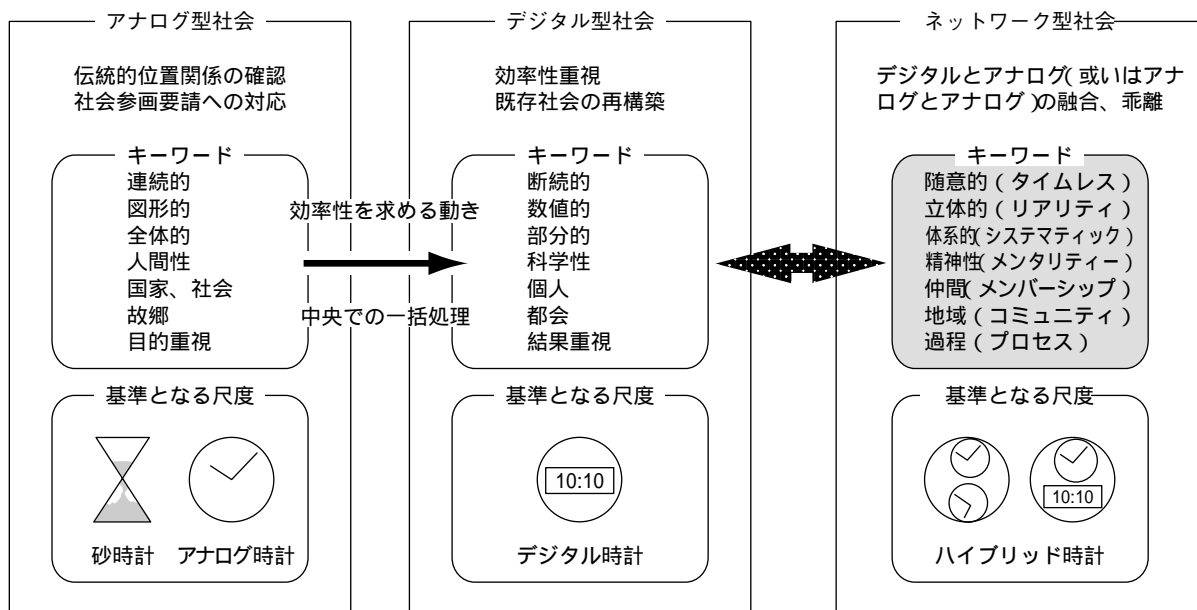 アナログ型社会
伝統的位置関係の確認
社会参画要請への対応
キーワード
連続的
図形的
全体的
人間性
国家、社会
故郷
目的重視
基準となる尺度
砂時計
アナログ時計
効率性を求める動き
中央での一括処理
デジタル型社会
効率性重視
既存社会の再構築
キーワード
断続的
数値的
部分的
科学性
個人
都会
結果重視
基準となる尺度
10:10
デジタル時計
ネットワーク型社会
デジタルとアナログ(或いはアナ
ログとアナログ)の融合、乖離
キーワード
随意的(タイムレス)
立体的(リアリティ)
体系的(システマティック)
精神性(メンタリティー)
仲間(メンバーシップ)
地域(コミュニティ)
過程(プロセス)
基準となる尺度
10:10
ハイブリッド時計